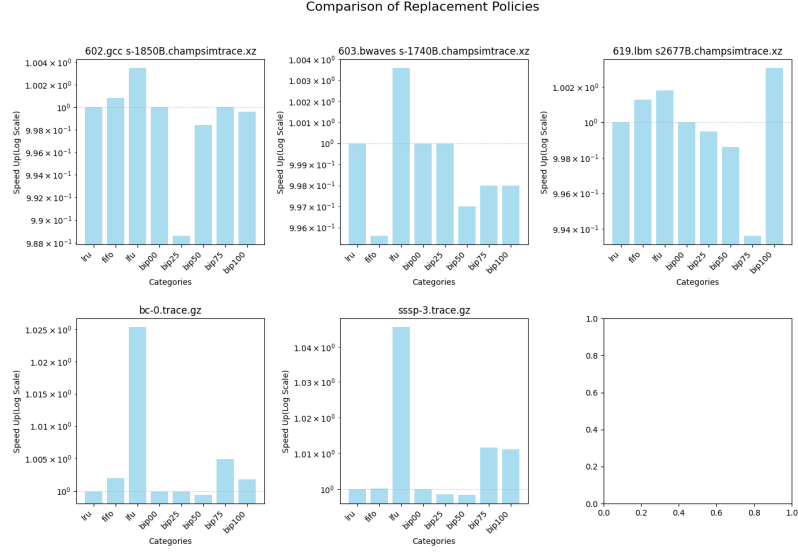 Comparison of Replacement Policies
602.gcc s-1850B.champsimtrace.xz
Speed Up(Log Scale)
1.004 × 10⁰
1.002 × 10⁰
10⁰
9.98 × 10⁻¹
9.96 × 10⁻¹
9.94 × 10⁻¹
9.92 × 10⁻¹
9.9 × 10⁻¹
9.88 × 10⁻¹
lru fifo lfu bip00 bip25 bip50 bip75 bip100
Categories
603.bwaves s-1740B.champsimtrace.xz
Speed Up(Log Scale)
1.004 × 10⁰
1.003 × 10⁰
1.002 × 10⁰
1.001 × 10⁰
10⁰
9.99 × 10⁻¹
9.98 × 10⁻¹
9.97 × 10⁻¹
9.96 × 10⁻¹
lru fifo lfu bip00 bip25 bip50 bip75 bip100
Categories
619.lbm s2677B.champsimtrace.xz
Speed Up(Log Scale)
1.002 × 10⁰
10⁰
9.98 × 10⁻¹
9.96 × 10⁻¹
9.94 × 10⁻¹
lru fifo lfu bip00 bip25 bip50 bip75 bip100
Categories
bc-0.trace.gz
Speed Up(Log Scale)
1.025 × 10⁰
1.02 × 10⁰
1.015 × 10⁰
1.01 × 10⁰
1.005 × 10⁰
10⁰
lru fifo lfu bip00 bip25 bip50 bip75 bip100
Categories
sssp-3.trace.gz
Speed Up(Log Scale)
1.04 × 10⁰
1.03 × 10⁰
1.02 × 10⁰
1.01 × 10⁰
10⁰
lru fifo lfu bip00 bip25 bip50 bip75 bip100
Categories
1.0
0.8
0.6
0.4
0.2
0.0
0.0 0.2 0.4 0.6 0.8 1.0